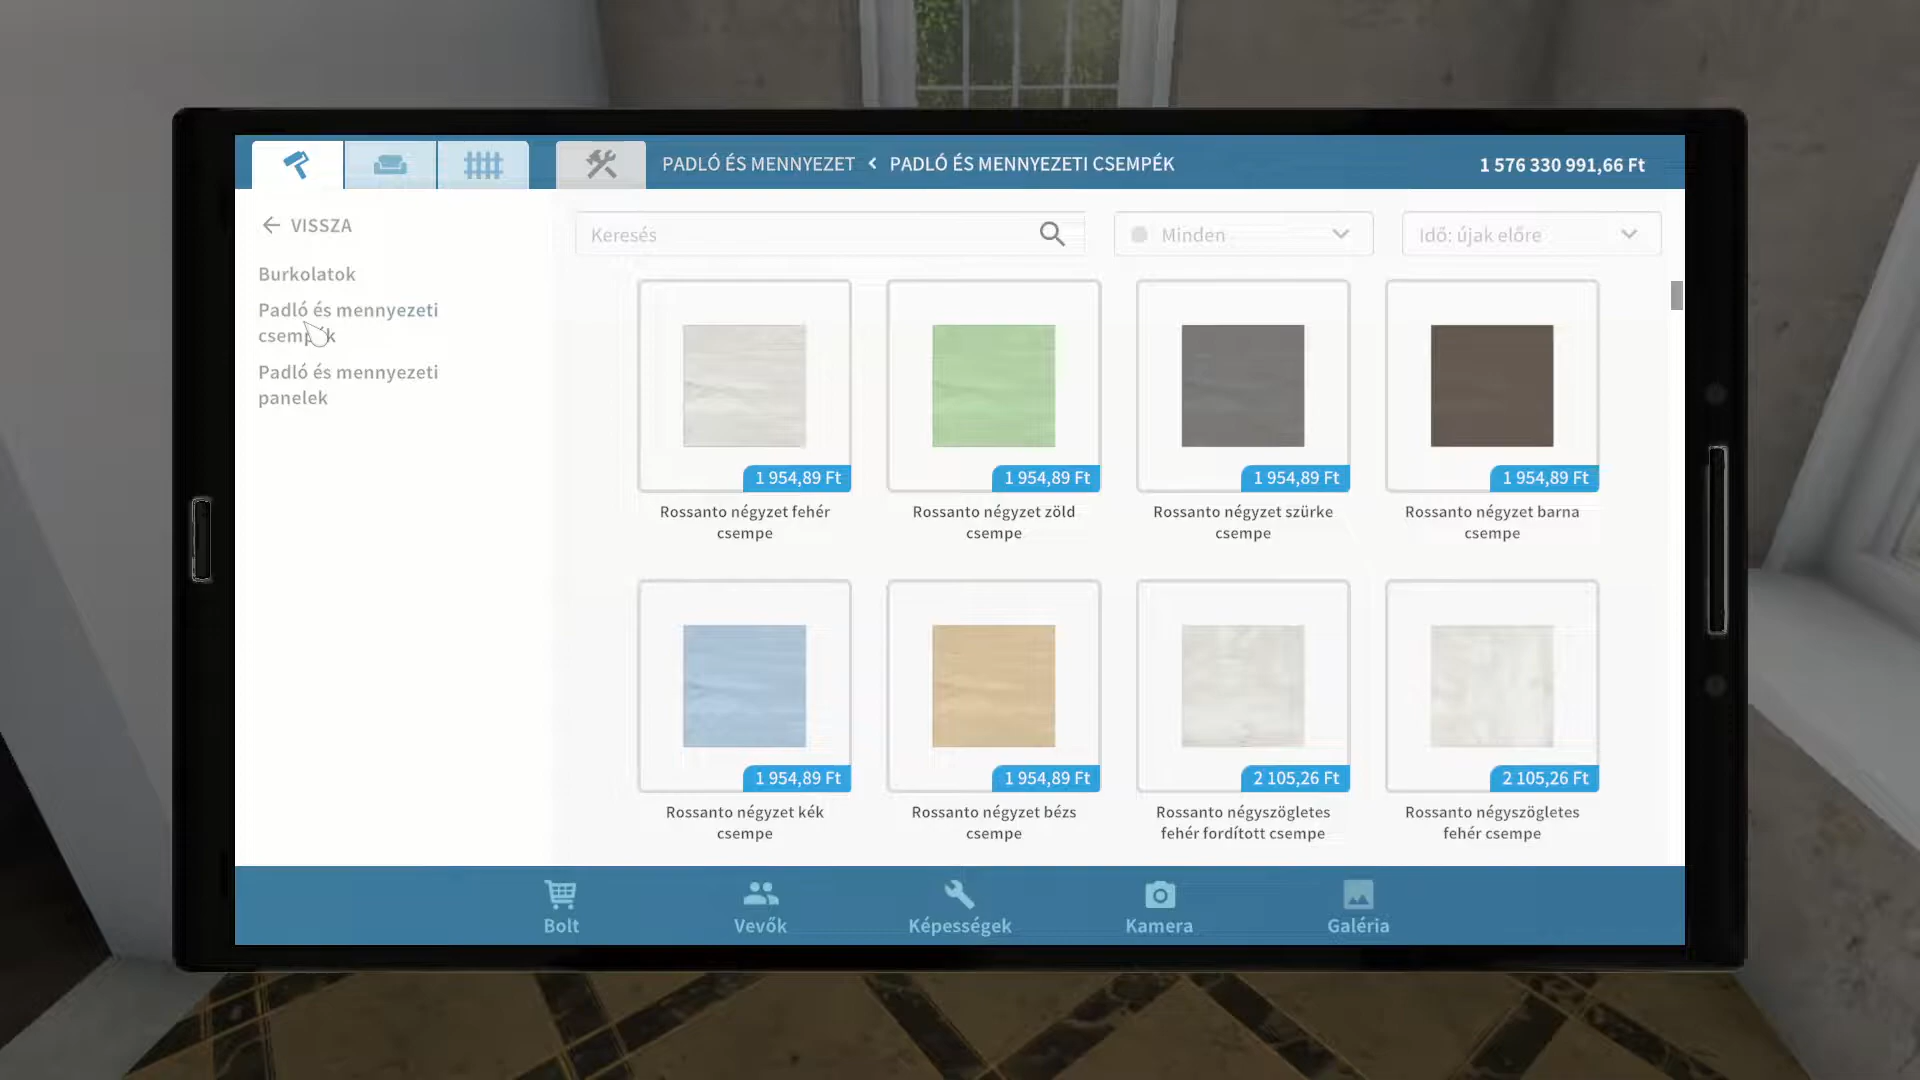 PADLÓ ÉS MENNYEZET < PADLÓ ÉS MENNYEZETI CSEMPÉK
1 576 330 991,66 Ft
VISSZA
Burkolatok
Padló és mennyezeti
csempék
Padló és mennyezeti
panelek
Keresés
Minden
Idő: újak előre
1 954,89 Ft
1 954,89 Ft
1 954,89 Ft
1 954,89 Ft
Rossanto négyzet fehér
csempe
Rossanto négyzet zöld
csempe
Rossanto négyzet szürke
csempe
Rossanto négyzet barna
csempe
1 954,89 Ft
1 954,89 Ft
2 105,26 Ft
2 105,26 Ft
Rossanto négyzet kék
csempe
Rossanto négyzet bézs
csempe
Rossanto négyszögletes
fehér fordított csempe
Rossanto négyszögletes
fehér csempe
Bolt
Vevők
Képességek
Kamera
Galéria